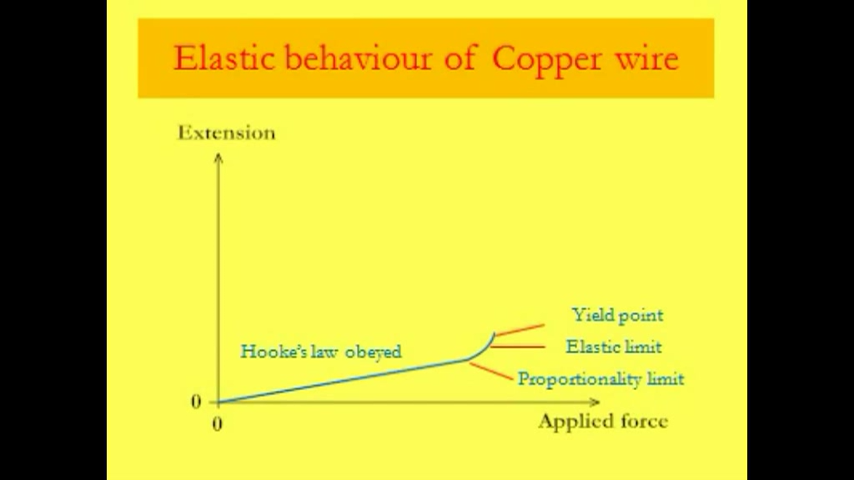 Elastic behaviour of Copper wire
Extension
Yield point
Hooke's law obeyed
Elastic limit
Proportionality limit
0
0
Applied force